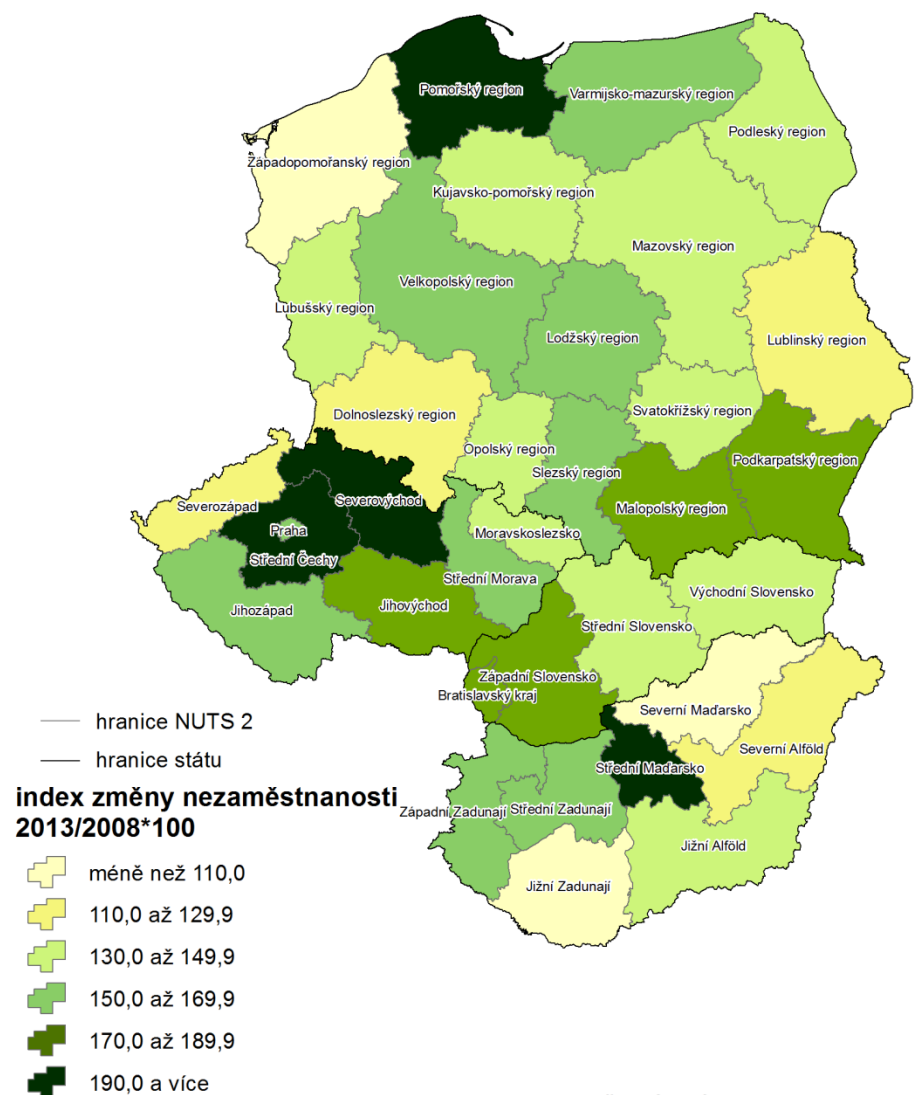 Pomořský region
Varmijsko-mazurský region
Podleský region
Západopomořanský region
Kujavsko-pomořský region
Mazovský region
Velkopolský region
Lubušský region
Lodžský region
Lublinský region
Dolnoslezský region
Svatokřížský region
Opolský region
Podkarpatský region
Slezský region
Severozápad
Severovýchod
Malopolský region
Praha
Moravskoslezsko
Střední Čechy
Střední Morava
Východní Slovensko
Jihozápad
Jihovýchod
Střední Slovensko
Západní Slovensko
Bratislavský kraj
Severní Maďarsko
Severní Alföld
Střední Maďarsko
Západní Zadunají
Střední Zadunají
Jižní Alföld
Jižní Zadunají
hranice NUTS 2
hranice státu
index změny nezaměstnanosti
2013/2008*100
méně než 110,0
110,0 až 129,9
130,0 až 149,9
150,0 až 169,9
170,0 až 189,9
190,0 a více